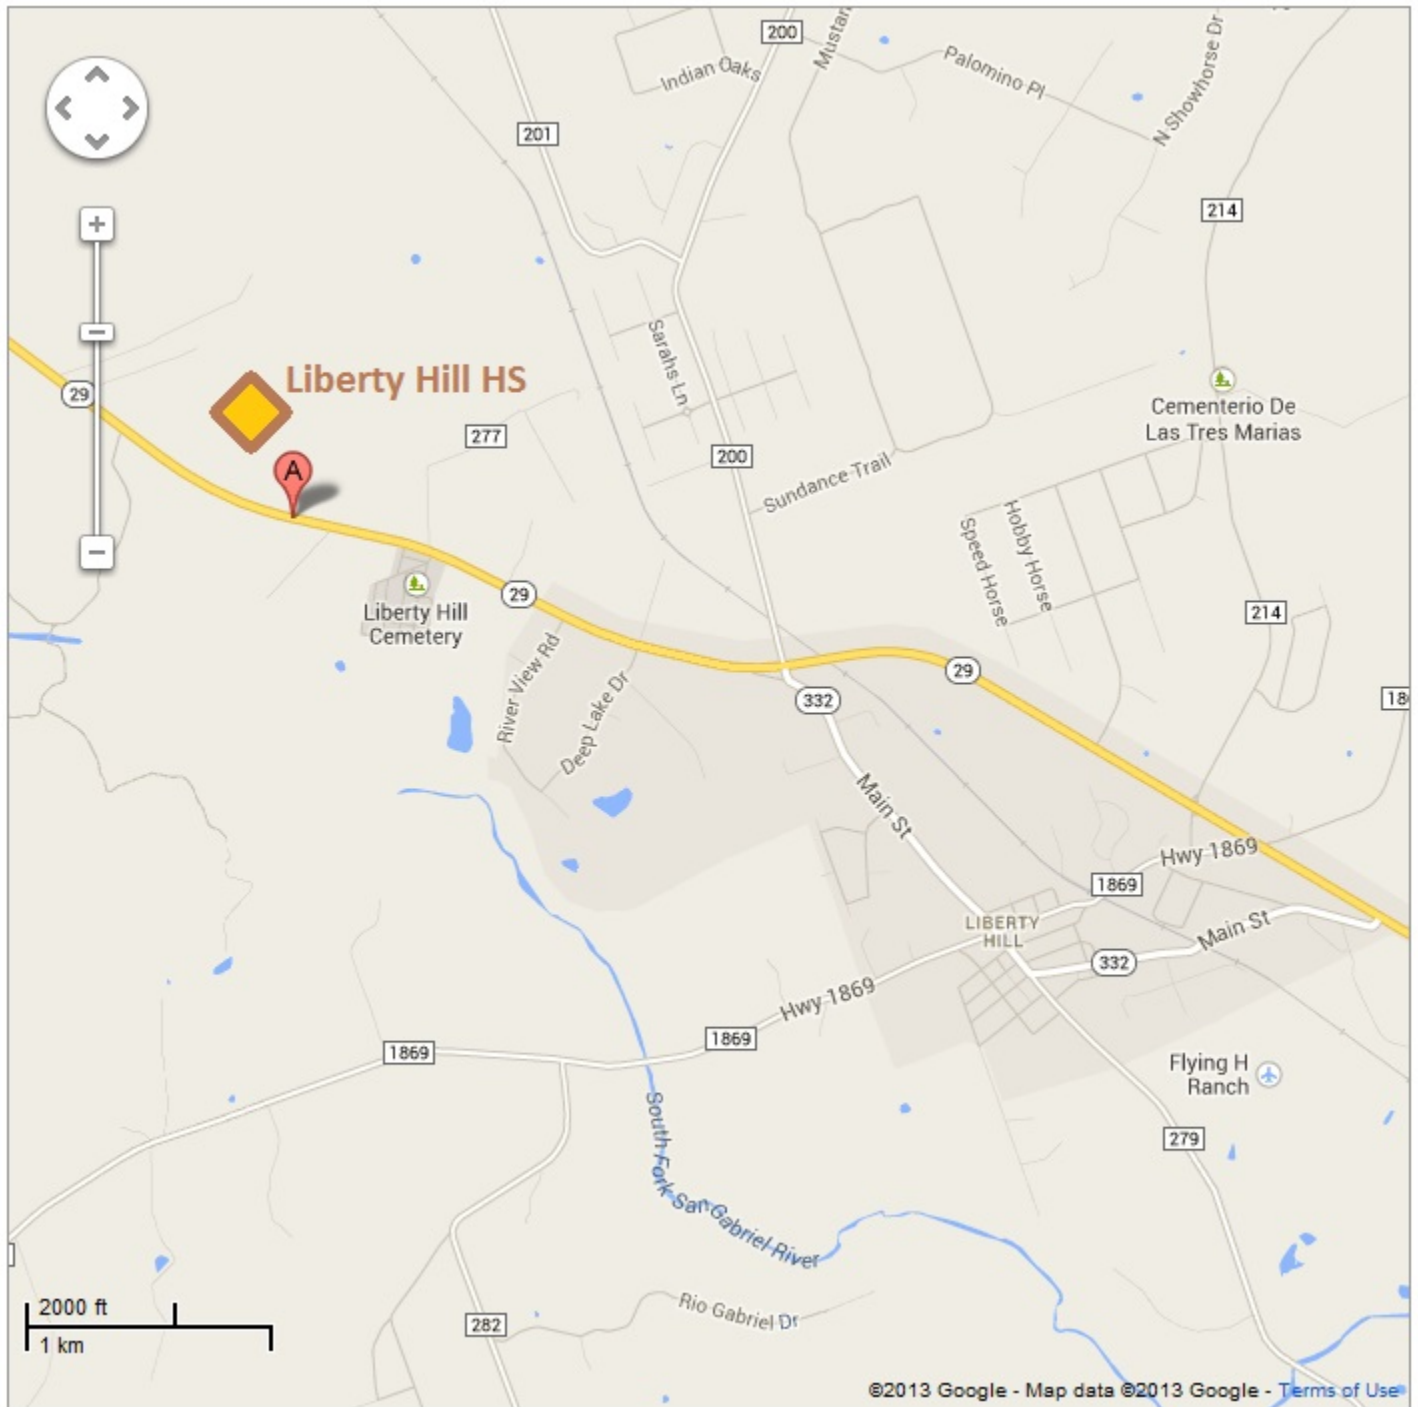 200
Mustan
Indian Oaks
Palomino Pl
N Showhorse Dr
201
214
+
−
Sarahs Ln
29
Liberty Hill HS
Cementerio De
Las Tres Marias
277
200
Sundance Trail
A
Speed Horse
Hobby Horse
−
Liberty Hill
Cemetery
29
214
River View Rd
Deep Lake Dr
332
29
18
Main St
Hwy 1869
1869
LIBERTY
HILL
Main St
332
Hwy 1869
1869
1869
Flying H
Ranch
279
South Fork San Gabriel River
2000 ft
1 km
282
Rio Gabriel Dr
©2013 Google - Map data ©2013 Google - Terms of Use